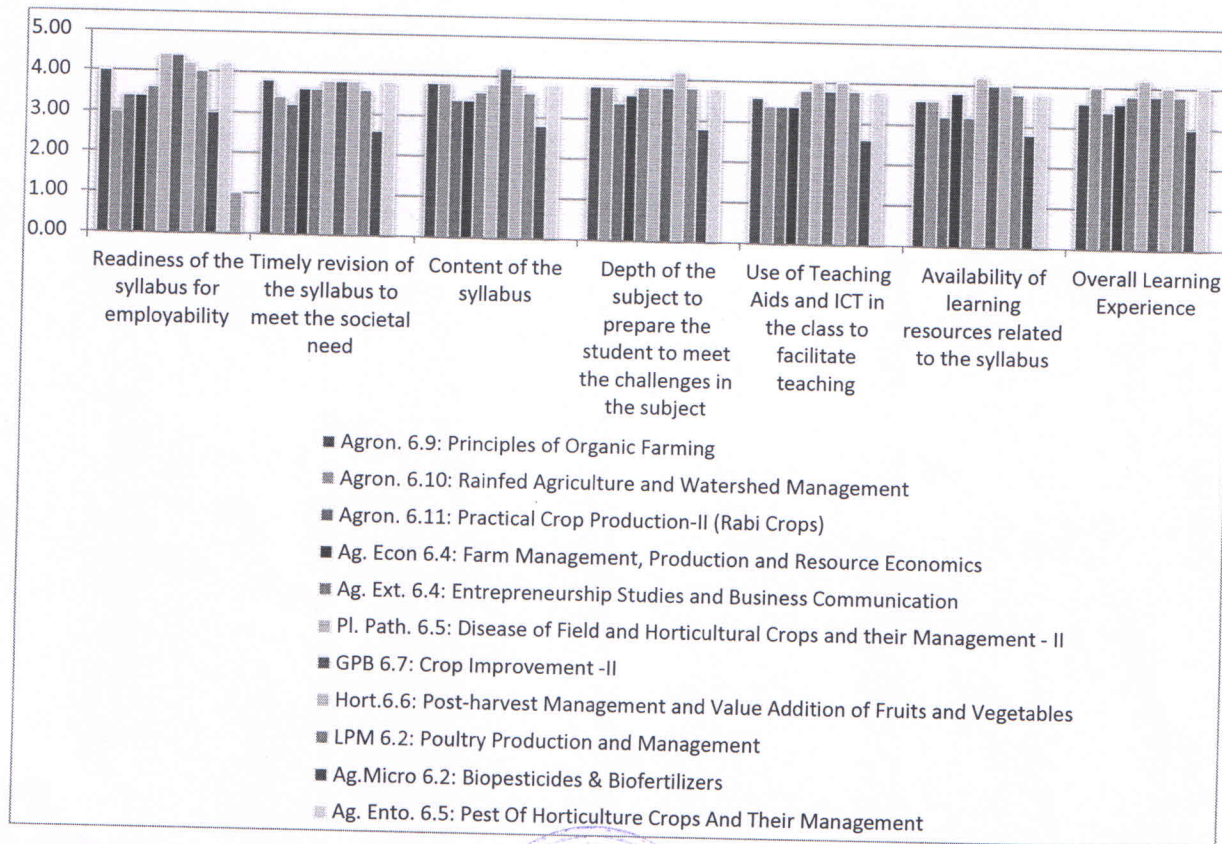 5.00
4.00
3.00
2.00
1.00
0.00
Readiness of the
syllabus for
employability
Timely revision of
the syllabus to
meet the societal
need
Content of the
syllabus
Depth of the
subject to
prepare the
student to meet
the challenges in
the subject
Use of Teaching
Aids and ICT in
the class to
facilitate
teaching
Availability of
learning
resources related
to the syllabus
Overall Learning
Experience
Agron. 6.9: Principles of Organic Farming
Agron. 6.10: Rainfed Agriculture and Watershed Management
Agron. 6.11: Practical Crop Production-II (Rabi Crops)
Ag. Econ 6.4: Farm Management, Production and Resource Economics
Ag. Ext. 6.4: Entrepreneurship Studies and Business Communication
Pl. Path. 6.5: Disease of Field and Horticultural Crops and their Management - II
GPB 6.7: Crop Improvement -II
Hort.6.6: Post-harvest Management and Value Addition of Fruits and Vegetables
LPM 6.2: Poultry Production and Management
Ag.Micro 6.2: Biopesticides & Biofertilizers
Ag. Ento. 6.5: Pest Of Horticulture Crops And Their Management